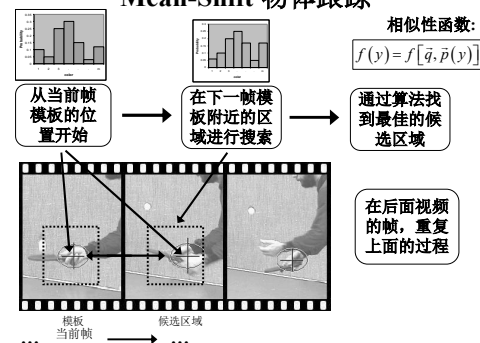 Mean-Shift 物体跟踪
相似性函数:
f(y)=f[q⃗,p⃗(y)]
从当前帧
模板的位
置开始
在下一帧模
板附近的区
域进行搜索
通过算法找
到最佳的候
选区域
在后面视频
的帧，重复
上面的过程
模板
当前帧
候选区域
... ...